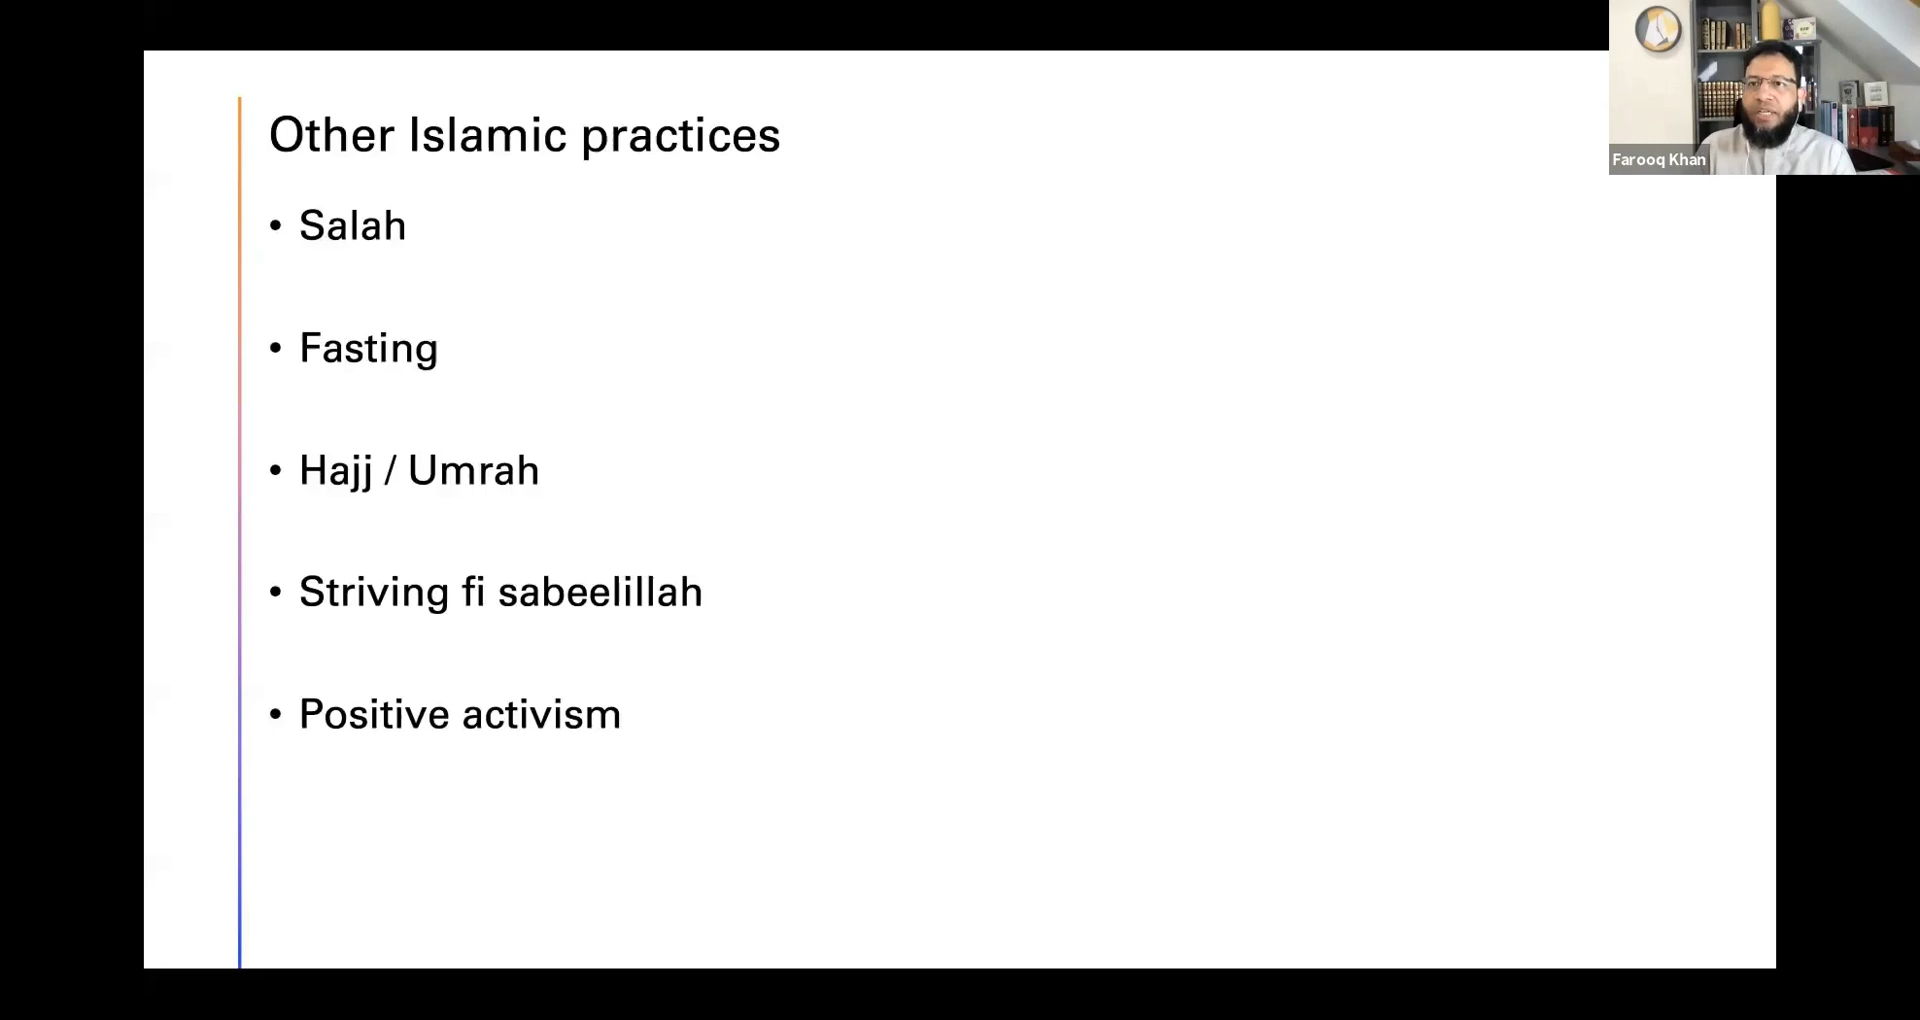 Other Islamic practices
• Salah
• Fasting
• Hajj / Umrah
• Striving fi sabeelillah
• Positive activism
Farooq Khan